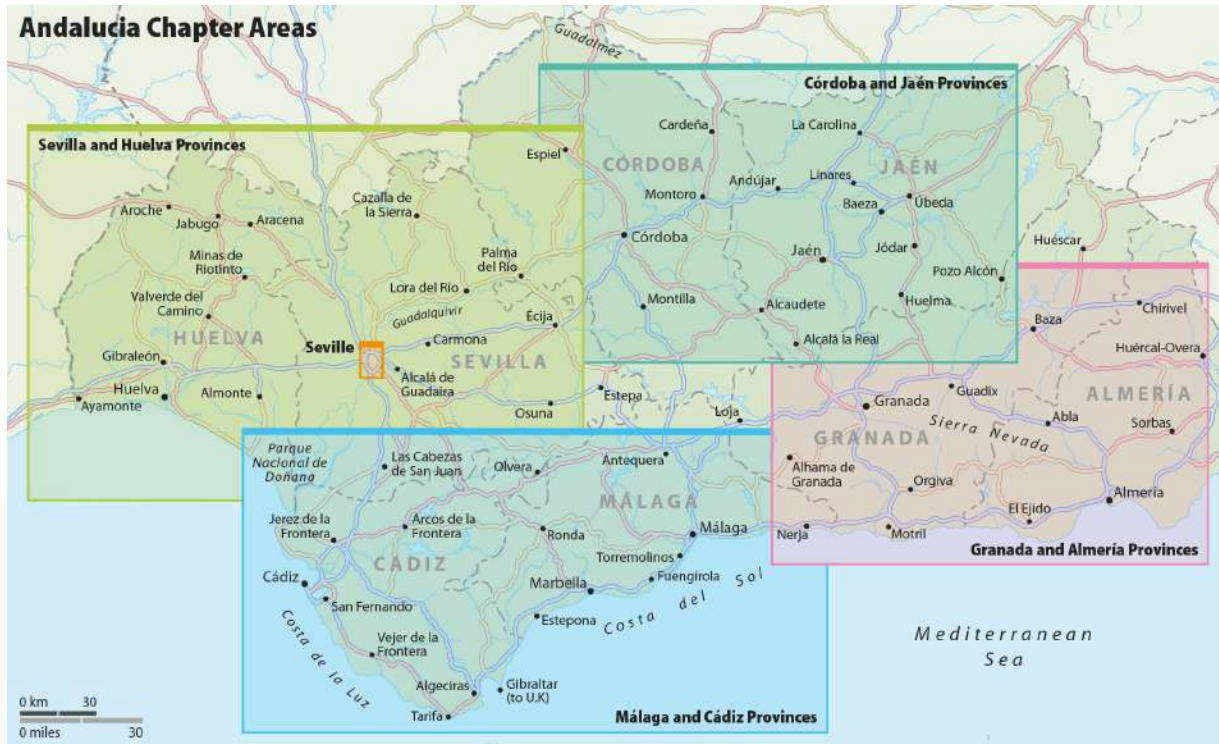 Andalucia Chapter Areas
Guadalmez
Córdoba and Jaén Provinces
Sevilla and Huelva Provinces
Cardeña
La Carolina
Espiel
CÓRDOBA
JAÉN
Andújar
Linares
Montoro
Cazalla de
la Sierra
Aroche
Jabugo
Aracena
Baeza
Úbeda
Córdoba
Minas de
Riotinto
Palma
del Río
Jaén
Jódar
Huéscar
Pozo Alcón
Lora del Río
Valverde del
Camino
Montilla
Alcaudete
Huelma
Chirivel
Guadalquivir
Écija
Baza
HUELVA
Carmona
Seville
SEVILLA
Alcalá la Real
Huércal-Overa
Gibraleón
Huelva
Almonte
Alcalá de
Guadaira
Estepa
Guadix
ALMERÍA
Ayamonte
Osuna
Loja
Granada
Abla
Sorbas
GRANADA
Sierra Nevada
Parque
Nacional de
Doñana
Las Cabezas
de San Juan
Olvera
Antequera
Alhama de
Granada
Orgiva
Almería
MÁLAGA
El Ejido
Jerez de la
Frontera
Arcos de la
Frontera
Ronda
Málaga
Nerja
Motril
Granada and Almería Provinces
CÁDIZ
Torremolinos
Cádiz
Marbella
Fuengirola
San Fernando
Estepona
Costa del Sol
Costa de la Luz
Vejer de la
Frontera
Mediterranean
Sea
Algeciras
Gibraltar
(to U.K)
Tarifa
Málaga and Cádiz Provinces
0 km 30
0 miles 30